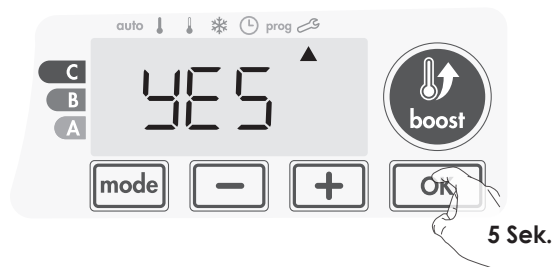 auto prog
C
YES
B
A
boost
mode - + OK
5 Sek.